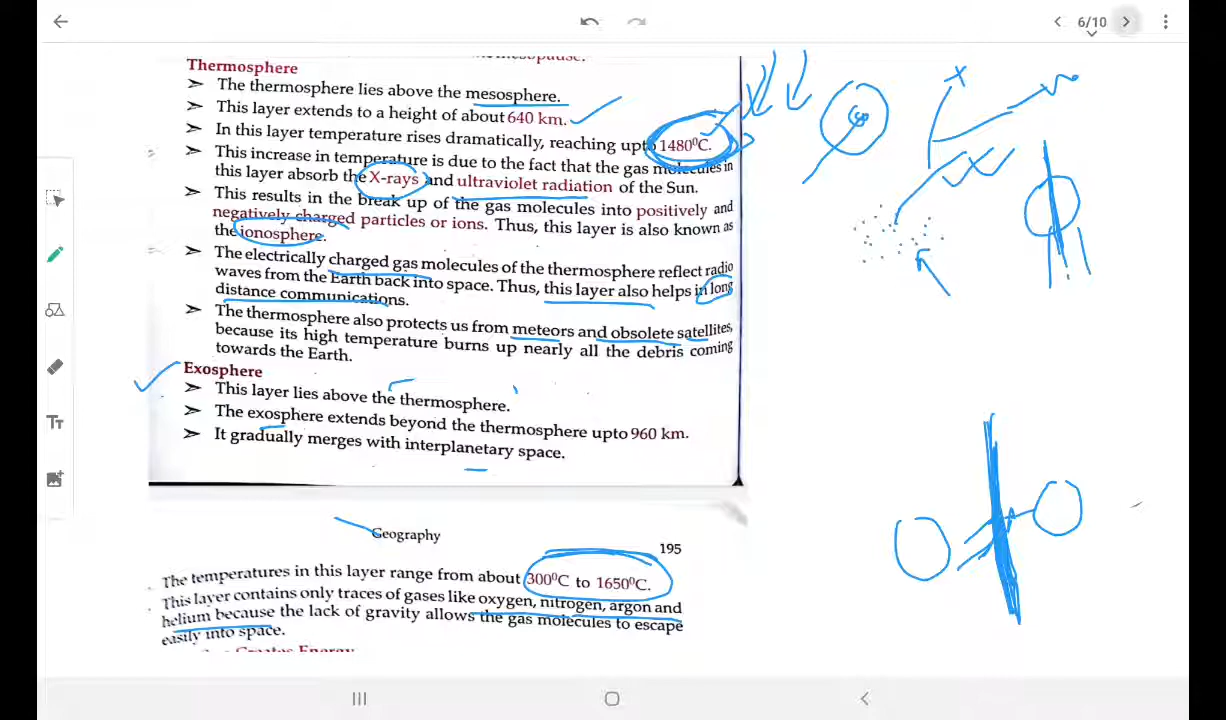 6/10
Thermosphere
➤ The thermosphere lies above the mesosphere.
➤ This layer extends to a height of about 640 km.
➤ In this layer temperature rises dramatically, reaching upto 1480⁰C.
➤ This increase in temperature is due to the fact that the gas molecules in
this layer absorb the X-rays and ultraviolet radiation of the Sun.
➤ This results in the break up of the gas molecules into positively and
negatively charged particles or ions. Thus, this layer is also known as
the ionosphere.
➤ The electrically charged gas molecules of the thermosphere reflect radio
waves from the Earth back into space. Thus, this layer also helps in long
distance communications.
➤ The thermosphere also protects us from meteors and obsolete satellites,
because its high temperature burns up nearly all the debris coming
towards the Earth.
Exosphere
➤ This layer lies above the thermosphere.
➤ The exosphere extends beyond the thermosphere upto 960 km.
➤ It gradually merges with interplanetary space.
Geography
195
The temperatures in this layer range from about 300⁰C to 1650⁰C.
This layer contains only traces of gases like oxygen, nitrogen, argon and
helium because the lack of gravity allows the gas molecules to escape
easily into space.
Tт